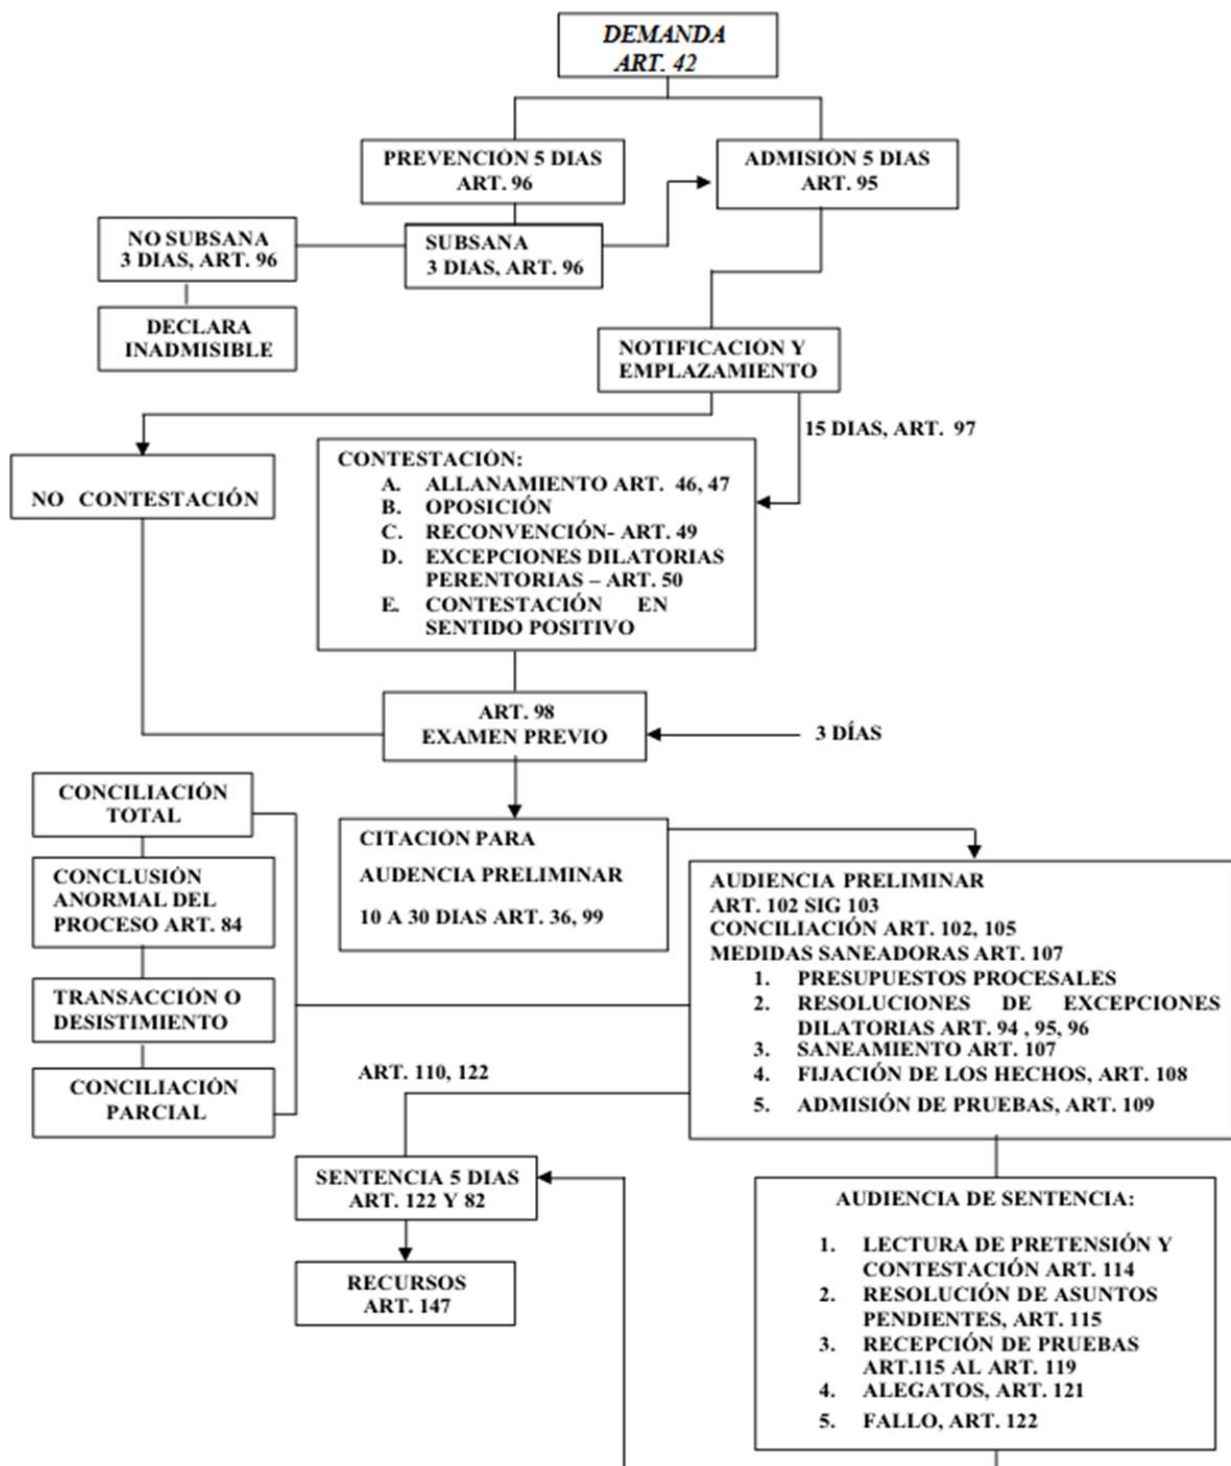 DEMANDA
ART. 42
PREVENCIÓN 5 DIAS
ART. 96
ADMISIÓN 5 DIAS
ART. 95
NO SUBSANA
3 DIAS, ART. 96
SUBSANA
3 DIAS, ART. 96
DECLARA
INADMISIBLE
NOTIFICACIÓN Y
EMPLAZAMIENTO
15 DIAS, ART. 97
NO CONTESTACIÓN
CONTESTACIÓN:
A. ALLANAMIENTO ART. 46, 47
B. OPOSICIÓN
C. RECONVENCIÓN- ART. 49
D. EXCEPCIONES DILATORIAS
PERENTORIAS – ART. 50
E. CONTESTACIÓN EN
SENTIDO POSITIVO
ART. 98
EXAMEN PREVIO
3 DÍAS
CONCILIACIÓN
TOTAL
CONCLUSIÓN
ANORMAL DEL
PROCESO ART. 84
TRANSACCIÓN O
DESISTIMIENTO
CONCILIACIÓN
PARCIAL
CITACION PARA
AUDENCIA PRELIMINAR
10 A 30 DIAS ART. 36, 99
AUDIENCIA PRELIMINAR
ART. 102 SIG 103
CONCILIACIÓN ART. 102, 105
MEDIDAS SANEADORAS ART. 107
1. PRESUPUESTOS PROCESALES
2. RESOLUCIONES DE EXCEPCIONES
DILATORIAS ART. 94 , 95, 96
3. SANEAMIENTO ART. 107
4. FIJACIÓN DE LOS HECHOS, ART. 108
5. ADMISIÓN DE PRUEBAS, ART. 109
ART. 110, 122
SENTENCIA 5 DIAS
ART. 122 Y 82
RECURSOS
ART. 147
AUDIENCIA DE SENTENCIA:
1. LECTURA DE PRETENSIÓN Y
CONTESTACIÓN ART. 114
2. RESOLUCIÓN DE ASUNTOS
PENDIENTES, ART. 115
3. RECEPCIÓN DE PRUEBAS
ART.115 AL ART. 119
4. ALEGATOS, ART. 121
5. FALLO, ART. 122